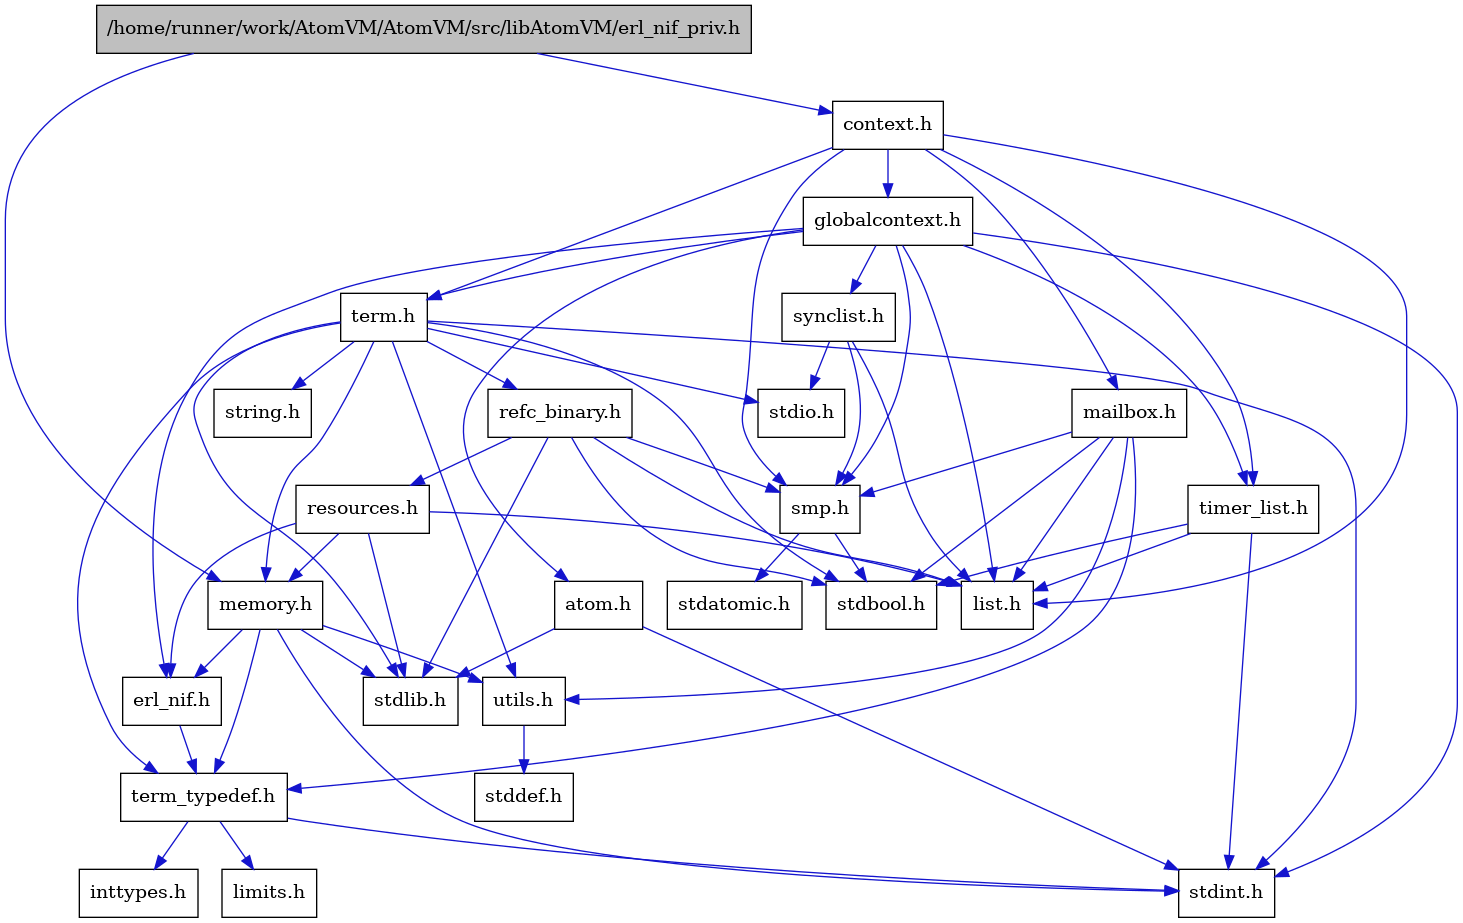 /home/runner/work/AtomVM/AtomVM/src/libAtomVM/erl_nif_priv.h
context.h
globalcontext.h
term.h
synclist.h
string.h
refc_binary.h
stdio.h
mailbox.h
resources.h
smp.h
timer_list.h
memory.h
atom.h
stdatomic.h
stdbool.h
list.h
erl_nif.h
stdlib.h
utils.h
term_typedef.h
stddef.h
inttypes.h
limits.h
stdint.h